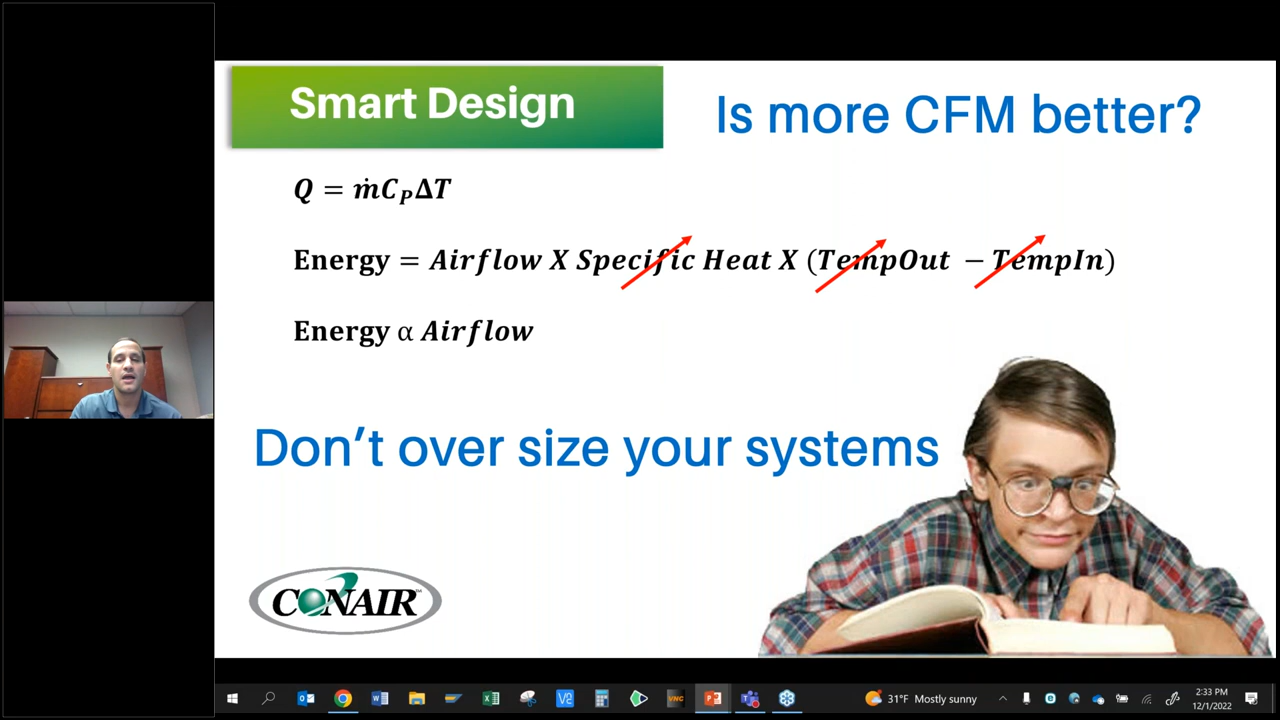 Smart Design
Is more CFM better?
Q = ṁC_PΔT
Energy = Airflow X Specific Heat X (TempOut − TempIn)
Energy α Airflow
Don't over size your systems
CONAIR
31°F Mostly sunny
2:33 PM
12/1/2022